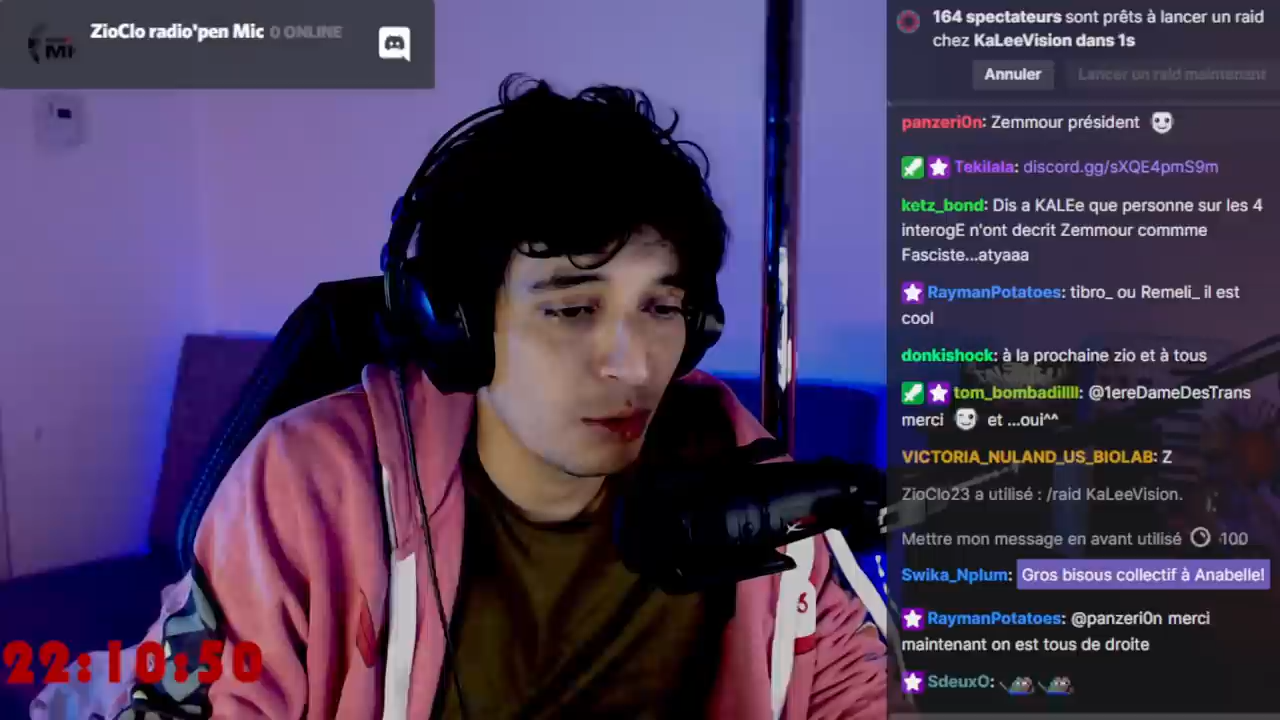 ZioClo radio'pen Mic 0 ONLINE
MI
164 spectateurs sont prêts à lancer un raid
chez KaLeeVision dans 1s
Annuler Lancer un raid maintenant
panzeri0n: Zemmour président
Tekilala: discord.gg/sXQE4pmS9m
ketz_bond: Dis a KALEe que personne sur les 4
interogE n'ont decrit Zemmour commme
Fasciste...atyaaa
RaymanPotatoes: tibro_ ou Remeli_ il est
cool
donkishock: à la prochaine zio et à tous
tom_bombadillll: @1ereDameDesTrans
merci et ...oui^^
VICTORIA_NULAND_US_BIOLAB: Z
ZioClo23 a utilisé : /raid KaLeeVision.
Mettre mon message en avant utilisé 100
Swika_Nplum: Gros bisous collectif à Anabelle!
RaymanPotatoes: @panzeri0n merci
maintenant on est tous de droite
SdeuxO:
22:10:50